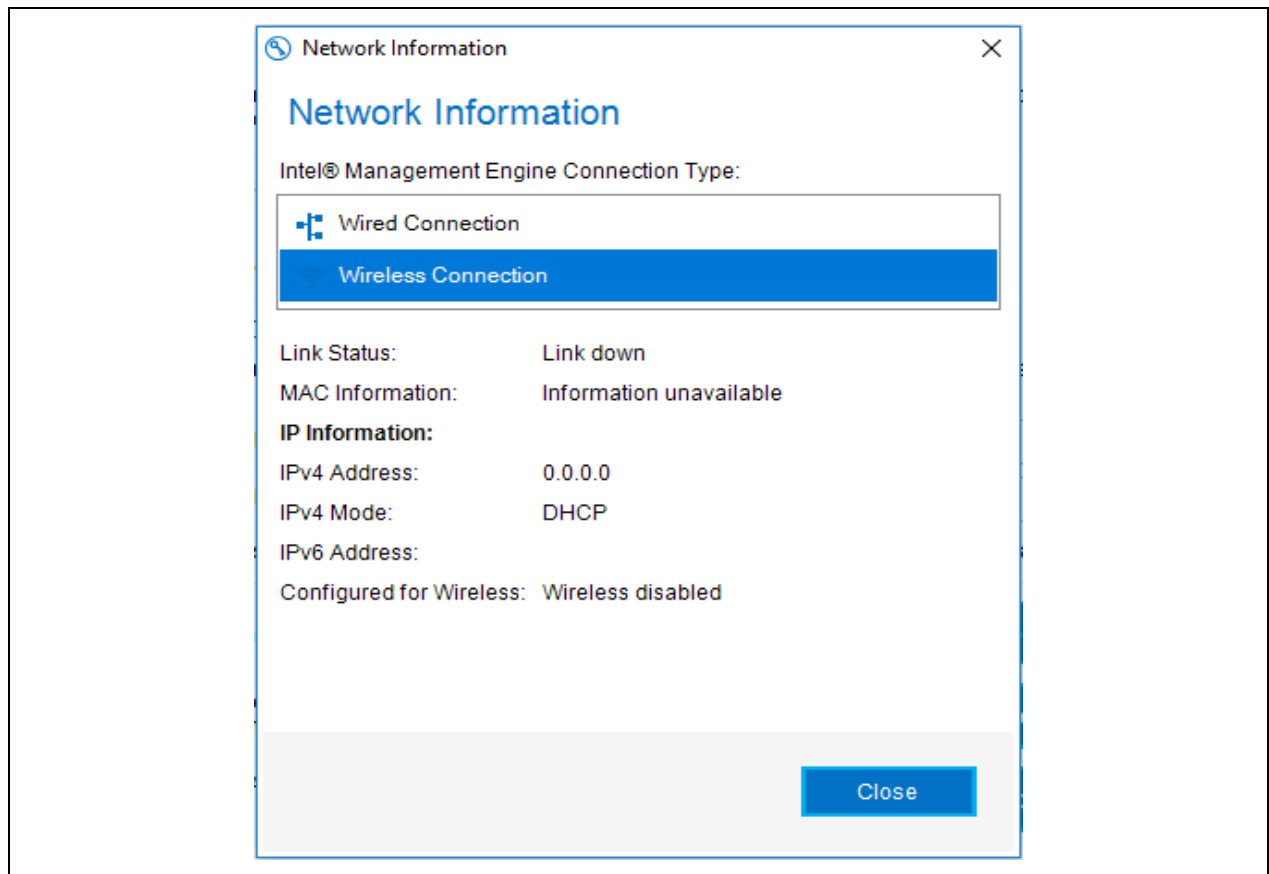 Network Information
Network Information
Intel® Management Engine Connection Type:
Wired Connection
Wireless Connection
Link Status: Link down
MAC Information: Information unavailable
IP Information:
IPv4 Address: 0.0.0.0
IPv4 Mode: DHCP
IPv6 Address:
Configured for Wireless: Wireless disabled
Close